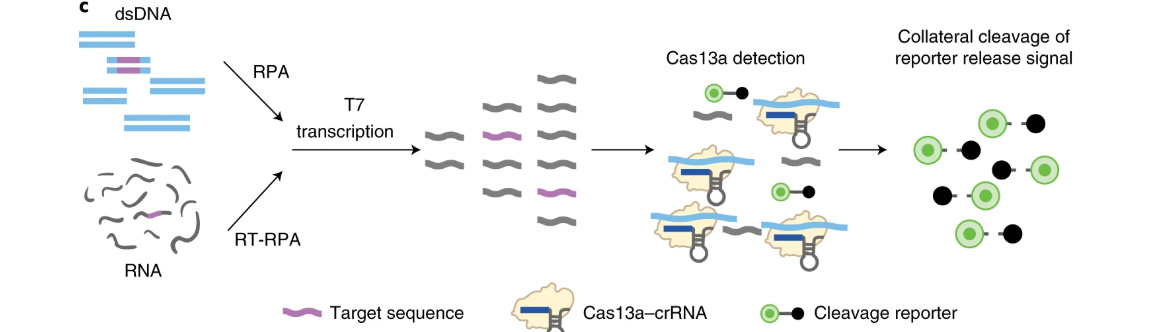 c
dsDNA
RPA
T7
transcription
RT-RPA
RNA
Cas13a detection
Collateral cleavage of
reporter release signal
Target sequence
Cas13a–crRNA
Cleavage reporter